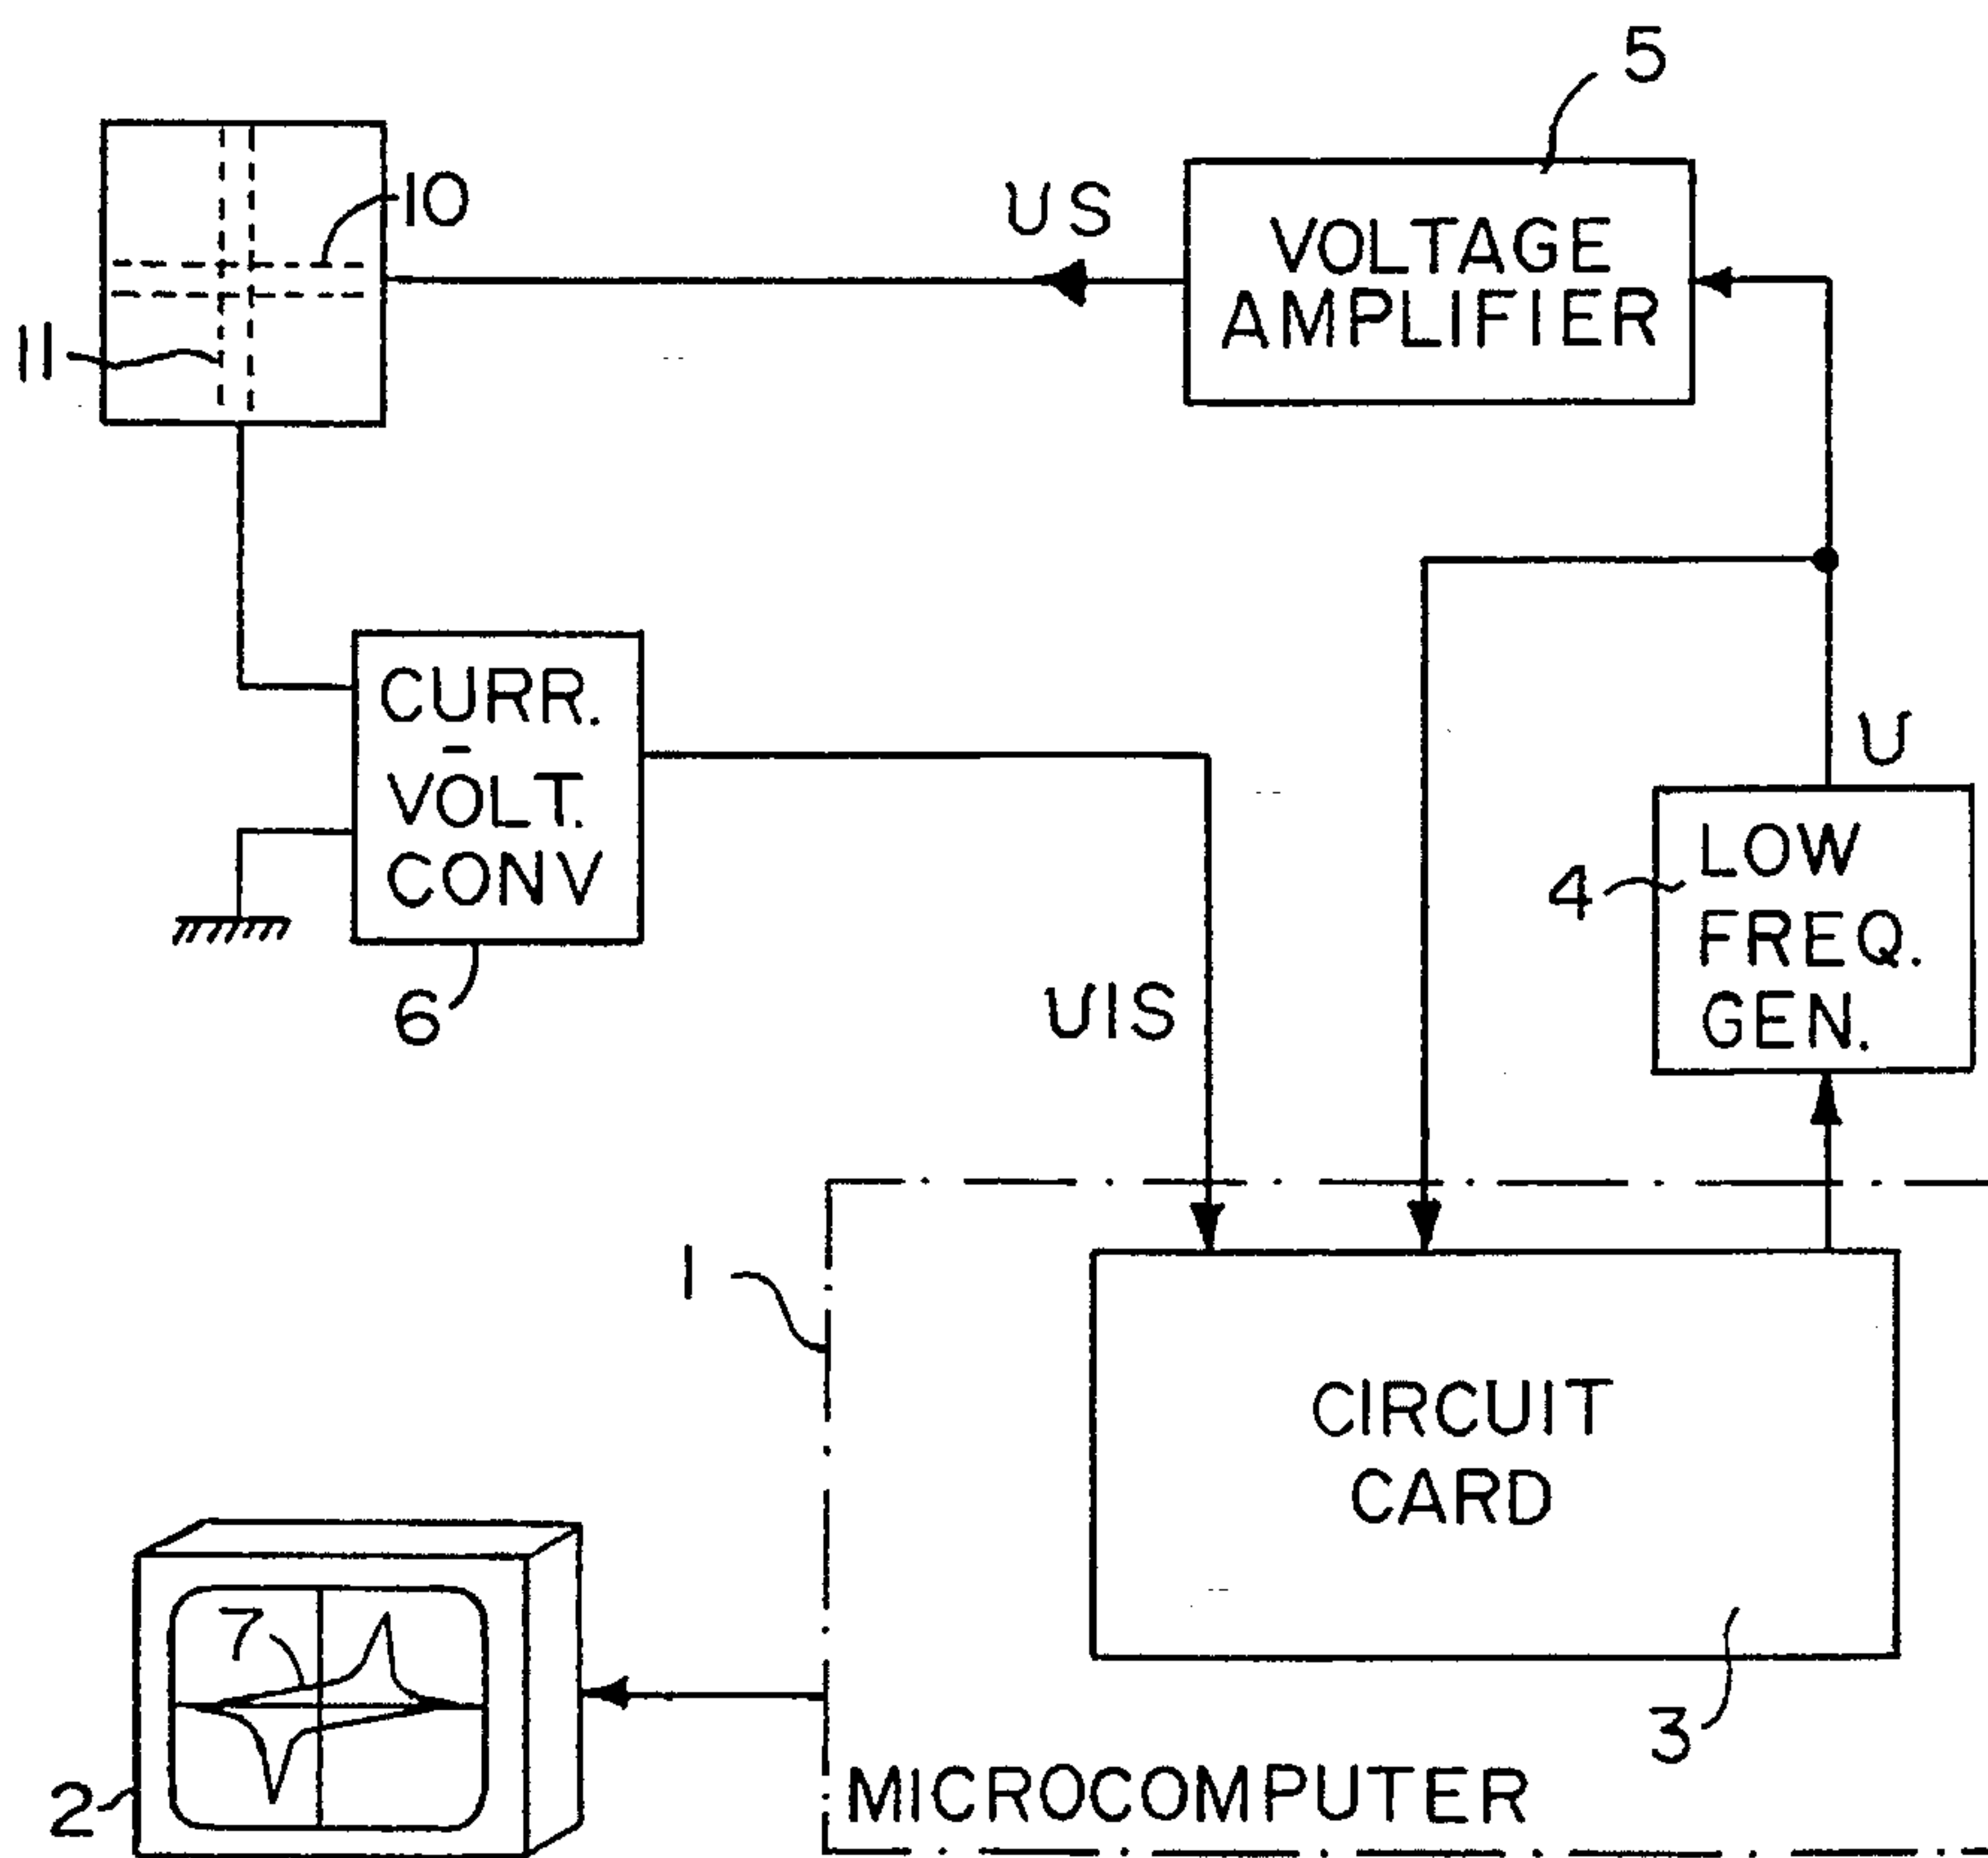 5
10
US
VOLTAGE
AMPLIFIER
11
CURR.
-
VOLT.
CONV
U
4
LOW
FREQ.
GEN.
6
UIS
1
CIRCUIT
CARD
7
3
2
MICROCOMPUTER